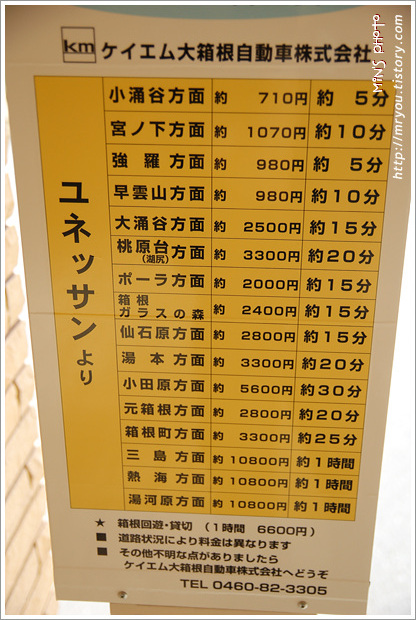 km ケイエム大箱根自動車株式会社
ユネッサンより
小涌谷方面 約 710円 約 5分
宮ノ下方面 約 1070円 約10分
強羅方面 約 980円 約 5分
早雲山方面 約 980円 約10分
大涌谷方面 約 2500円 約15分
桃原台方面 約 3300円 約20分
(湖尻)
ポーラ方面 約 2000円 約15分
箱根
ガラスの森 約 2400円 約15分
仙石原方面 約 2800円 約15分
湯本方面 約 3300円 約20分
小田原方面 約 5600円 約30分
元箱根方面 約 2800円 約20分
箱根町方面 約 3300円 約25分
三島方面 約 10800円 約1時間
熱海方面 約 10800円 約1時間
湯河原方面 約 10800円 約1時間
★ 箱根回遊・貸切 (1時間 6600円)
■ 道路状況により料金は異なります
■ その他不明な点がありましたら
ケイエム大箱根自動車株式会社へどうぞ
TEL 0460-82-3305
MIN'S PHOTO
http://mryou.tistory.com